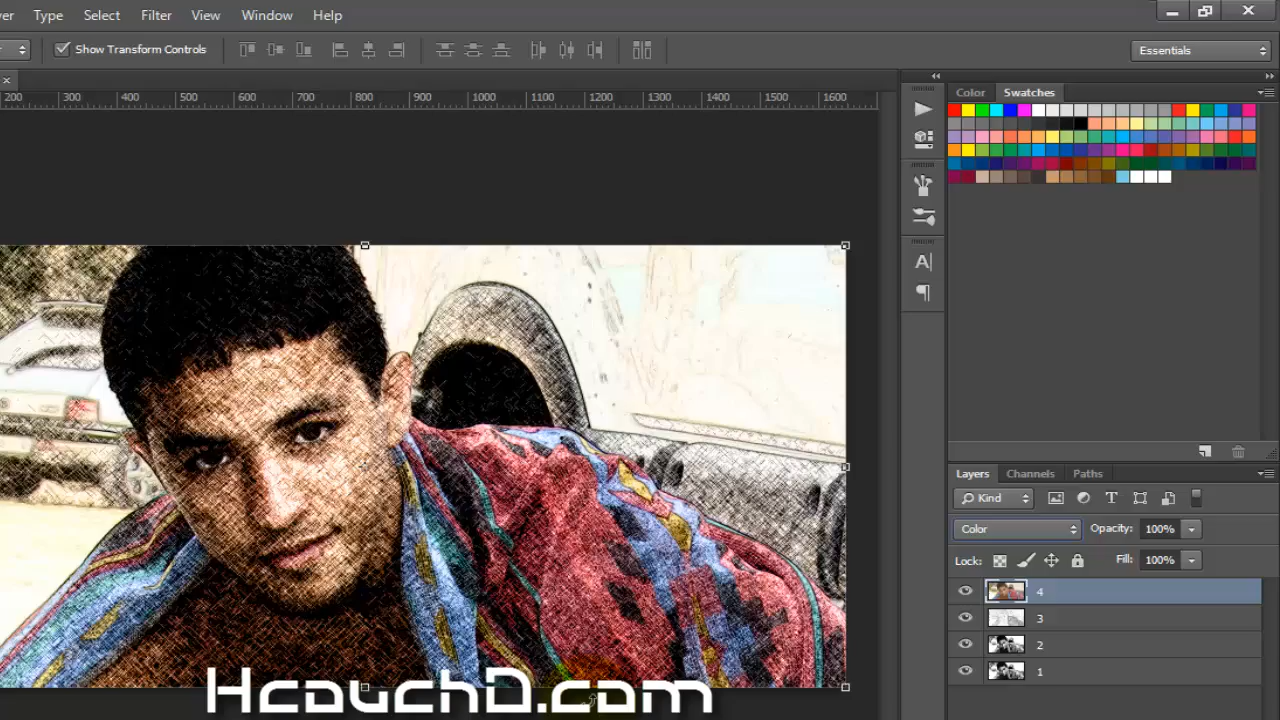 er Type Select Filter View Window Help
Show Transform Controls
Essentials
200 300 400 500 600 700 800 900 1000 1100 1200 1300 1400 1500 1600
Color Swatches
Layers Channels Paths
Kind
Color Opacity: 100%
Lock: Fill: 100%
4
3
2
1
HcouchD.com